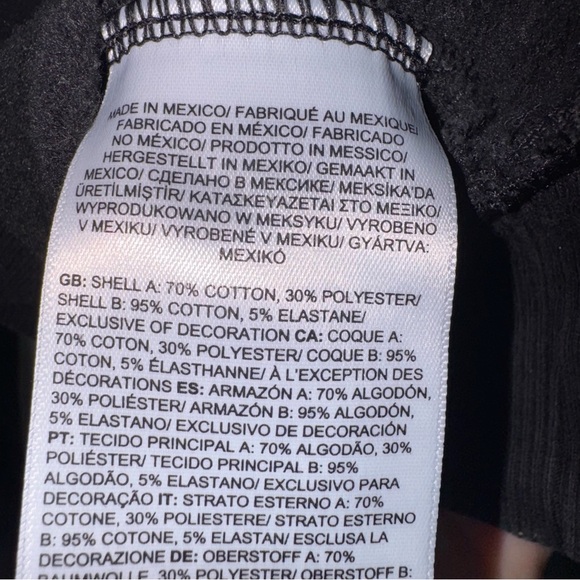 MADE IN MEXICO/ FABRIQUÉ AU MEXIQUE/
FABRICADO EN MÉXICO/ FABRICADO
NO MÉXICO/ PRODOTTO IN MESSICO/
HERGESTELLT IN MEXIKO/ GEMAAKT IN
MEXICO/ СДЕЛАНО В МЕКСИКЕ/ MEKSİKA'DA
ÜRETİLMİŞTİR/ ΚΑΤΑΣΚΕΥΑΖΕΤΑΙ ΣΤΟ ΜΕΞΙΚΟ/
WYPRODUKOWANO W MEKSYKU/ VYROBENO
V MEXIKU/ VYROBENÉ V MEXIKU/ GYÁRTVA:
MEXIKÓ
GB: SHELL A: 70% COTTON, 30% POLYESTER/
SHELL B: 95% COTTON, 5% ELASTANE/
EXCLUSIVE OF DECORATION CA: COQUE A:
70% COTON, 30% POLYESTER/ COQUE B: 95%
COTON, 5% ÉLASTHANNE/ À L'EXCEPTION DES
DÉCORATIONS ES: ARMAZÓN A: 70% ALGODÓN,
30% POLIÉSTER/ ARMAZÓN B: 95% ALGODÓN,
5% ELASTANO/ EXCLUSIVO DE DECORACIÓN
PT: TECIDO PRINCIPAL A: 70% ALGODÃO, 30%
POLIÉSTER/ TECIDO PRINCIPAL B: 95%
ALGODÃO, 5% ELASTANO/ EXCLUSIVO PARA
DECORAÇÃO IT: STRATO ESTERNO A: 70%
COTONE, 30% POLIESTERE/ STRATO ESTERNO
B: 95% COTONE, 5% ELASTAN/ ESCLUSA LA
DECORAZIONE DE: OBERSTOFF A: 70%
BAUMWOLLE, 30% POLYESTER/ OBERSTOFF B: